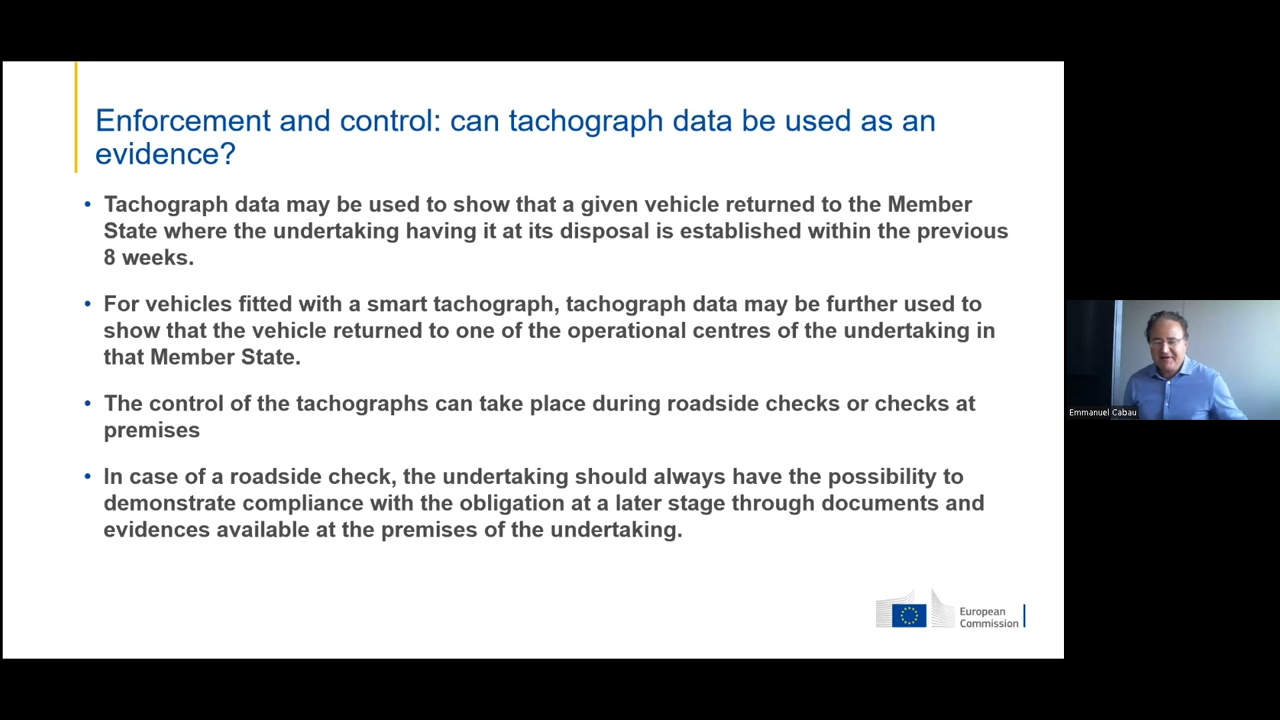 Enforcement and control: can tachograph data be used as an
evidence?
• Tachograph data may be used to show that a given vehicle returned to the Member
State where the undertaking having it at its disposal is established within the previous
8 weeks.
• For vehicles fitted with a smart tachograph, tachograph data may be further used to
show that the vehicle returned to one of the operational centres of the undertaking in
that Member State.
• The control of the tachographs can take place during roadside checks or checks at
premises
• In case of a roadside check, the undertaking should always have the possibility to
demonstrate compliance with the obligation at a later stage through documents and
evidences available at the premises of the undertaking.
European
Commission
Emmanuel Cabau